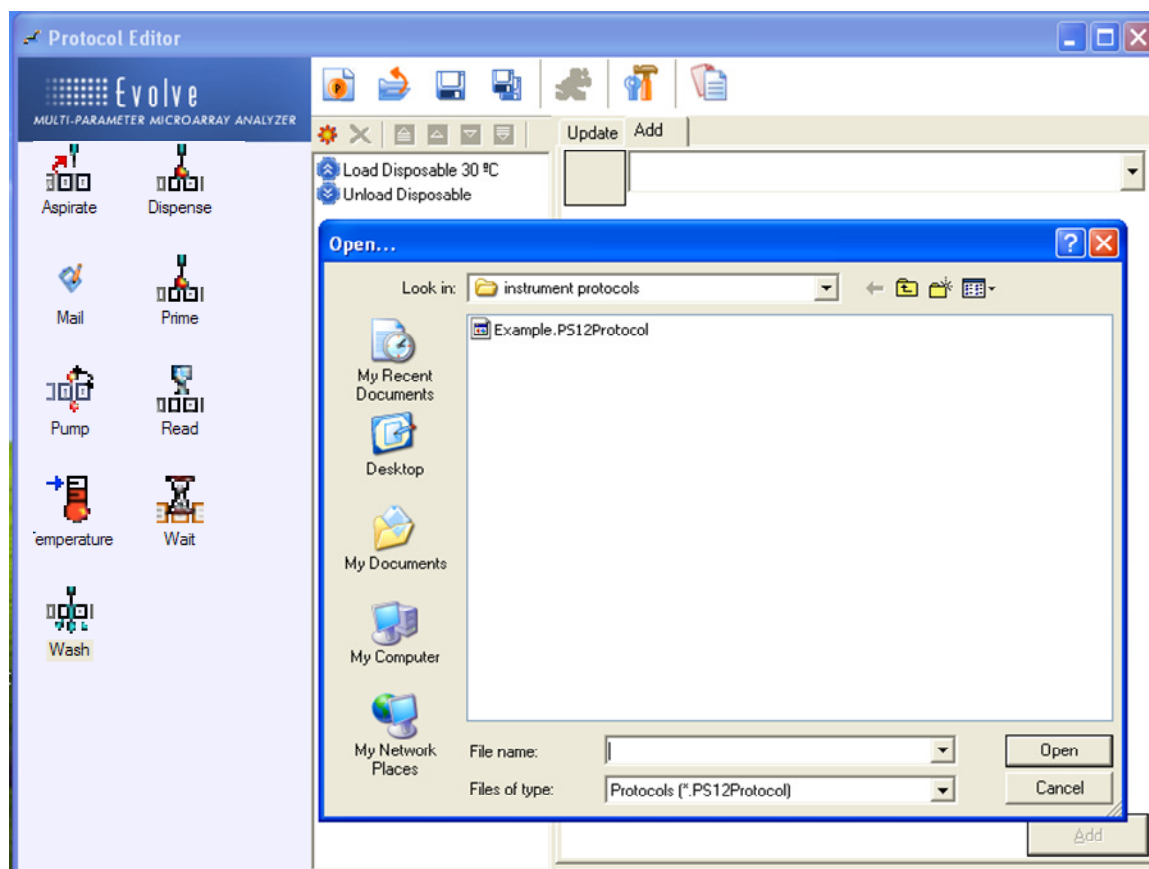 Protocol Editor
Evolve
MULTI-PARAMETER MICROARRAY ANALYZER
Aspirate
Dispense
Mail
Prime
Pump
Read
emperature
Wait
Wash
Update
Add
Load Disposable 30 ºC
Unload Disposable
Open...
Look in:
instrument protocols
Example.PS12Protocol
My Recent
Documents
Desktop
My Documents
My Computer
My Network
Places
File name:
Open
Files of type:
Protocols (*.PS12Protocol)
Cancel
Add